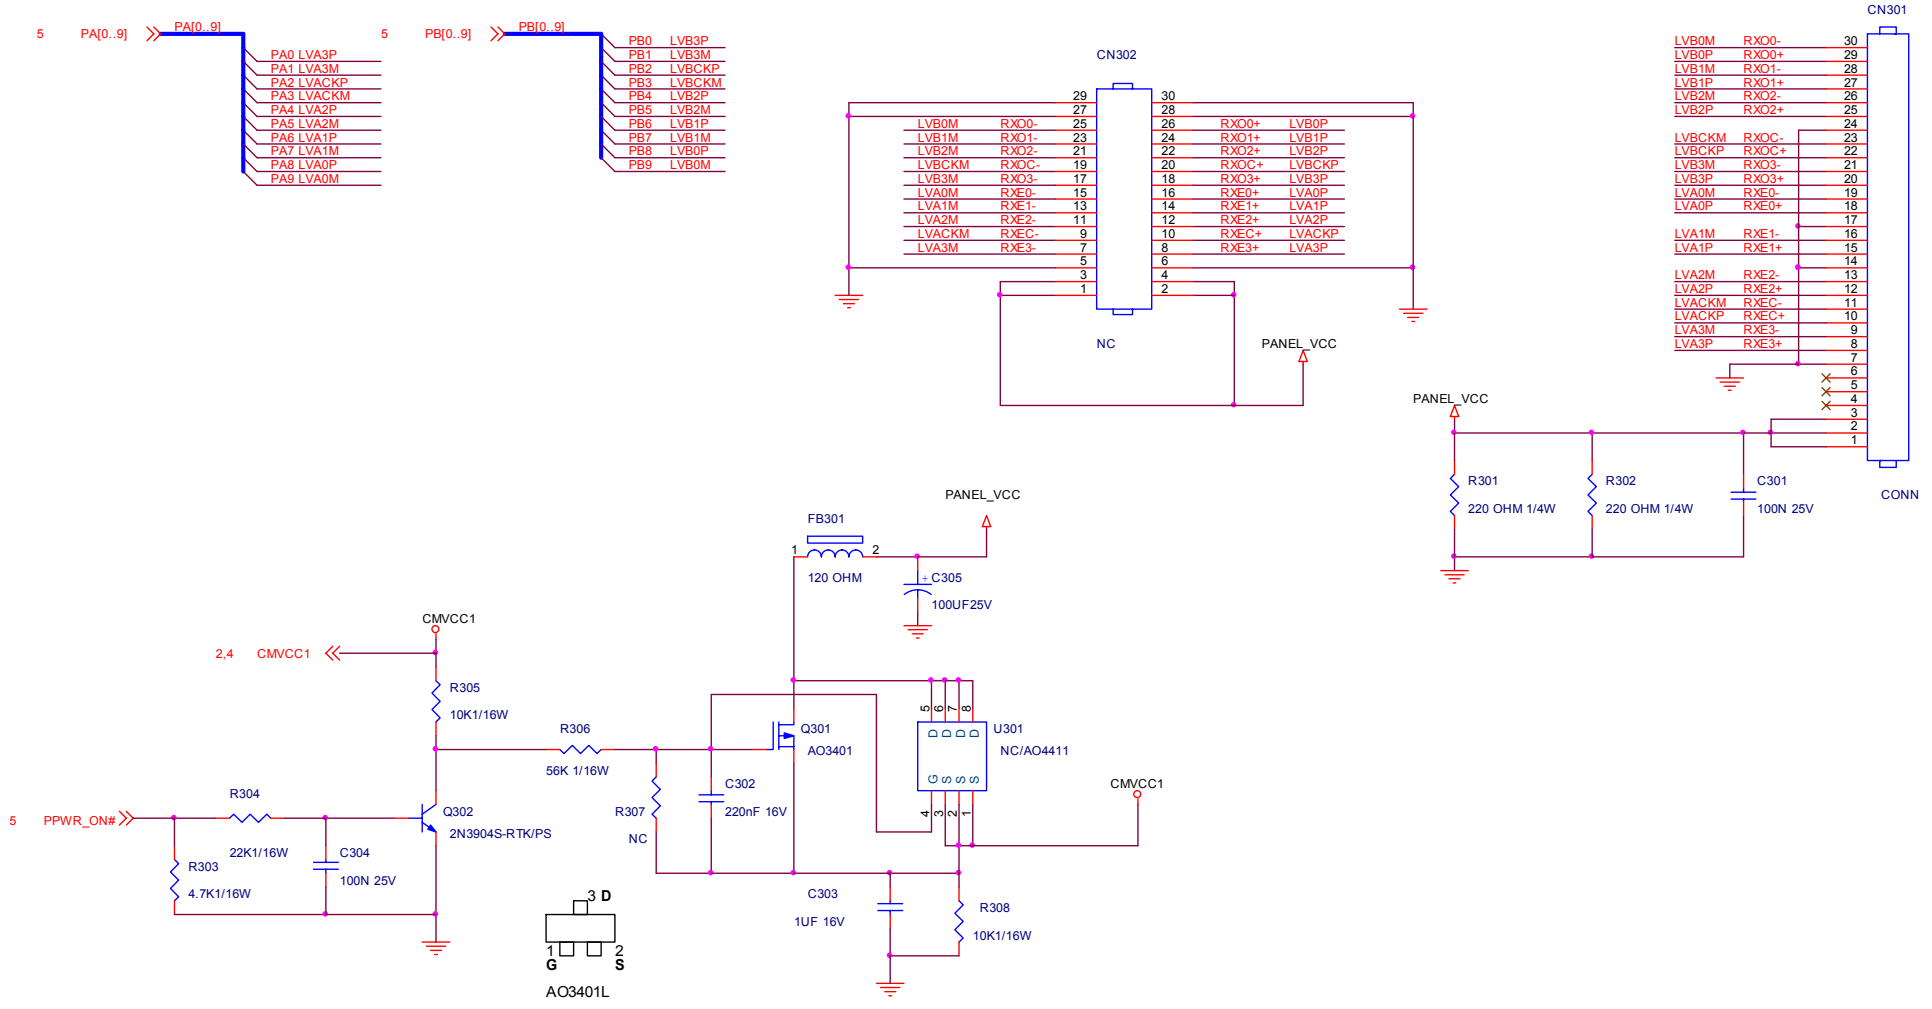 5 PA[0..9] PA[0..9]
PA0 LVA3P
PA1 LVA3M
PA2 LVACKP
PA3 LVACKM
PA4 LVA2P
PA5 LVA2M
PA6 LVA1P
PA7 LVA1M
PA8 LVA0P
PA9 LVA0M
5 PB[0..9] PB[0..9]
PB0 LVB3P
PB1 LVB3M
PB2 LVBCKP
PB3 LVBCKM
PB4 LVB2P
PB5 LVB2M
PB6 LVB1P
PB7 LVB1M
PB8 LVB0P
PB9 LVB0M
CN302
29 30
27 28
LVB0M RXO0- 25 26 RXO0+ LVB0P
LVB1M RXO1- 23 24 RXO1+ LVB1P
LVB2M RXO2- 21 22 RXO2+ LVB2P
LVBCKM RXOC- 19 20 RXOC+ LVBCKP
LVB3M RXO3- 17 18 RXO3+ LVB3P
LVA0M RXE0- 15 16 RXE0+ LVA0P
LVA1M RXE1- 13 14 RXE1+ LVA1P
LVA2M RXE2- 11 12 RXE2+ LVA2P
LVACKM RXEC- 9 10 RXEC+ LVACKP
LVA3M RXE3- 7 8 RXE3+ LVA3P
5 6
3 4
1 2
NC
PANEL_VCC
CN301
LVB0M RXO0- 30
LVB0P RXO0+ 29
LVB1M RXO1- 28
LVB1P RXO1+ 27
LVB2M RXO2- 26
LVB2P RXO2+ 25
24
LVBCKM RXOC- 23
LVBCKP RXOC+ 22
LVB3M RXO3- 21
LVB3P RXO3+ 20
LVA0M RXE0- 19
LVA0P RXE0+ 18
17
LVA1M RXE1- 16
LVA1P RXE1+ 15
14
LVA2M RXE2- 13
LVA2P RXE2+ 12
LVACKM RXEC- 11
LVACKP RXEC+ 10
LVA3M RXE3- 9
LVA3P RXE3+ 8
7
6
5
4
3
2
1
CONN
PANEL_VCC
R301
220 OHM 1/4W
R302
220 OHM 1/4W
C301
100N 25V
PANEL_VCC
FB301
1 2
120 OHM
+ C305
100UF25V
CMVCC1
2,4 CMVCC1
R305
10K1/16W
R306
56K 1/16W
Q301
AO3401
5 6 7 8
U301
D D D D
NC/AO4411
G S S S
4 3 2 1
CMVCC1
C302
220nF 16V
R307
NC
R304
22K1/16W
5 PPWR_ON#
Q302
2N3904S-RTK/PS
R303
4.7K1/16W
C304
100N 25V
C303
1UF 16V
R308
10K1/16W
3 D
1 2
G S
AO3401L